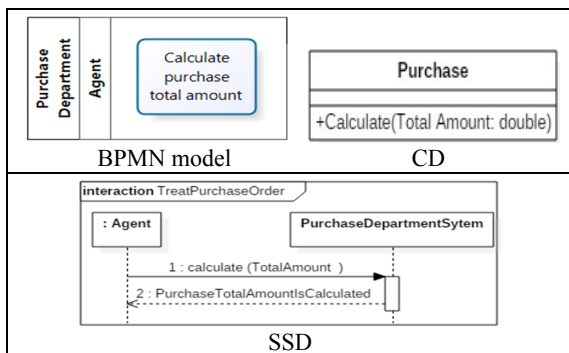 Purchase
Department
Agent
Calculate
purchase
total amount
BPMN model
Purchase
+Calculate(Total Amount: double)
CD
interaction TreatPurchaseOrder
: Agent
PurchaseDepartmentSytem
1 : calculate (TotalAmount )
2 : PurchaseTotalAmountIsCalculated
SSD